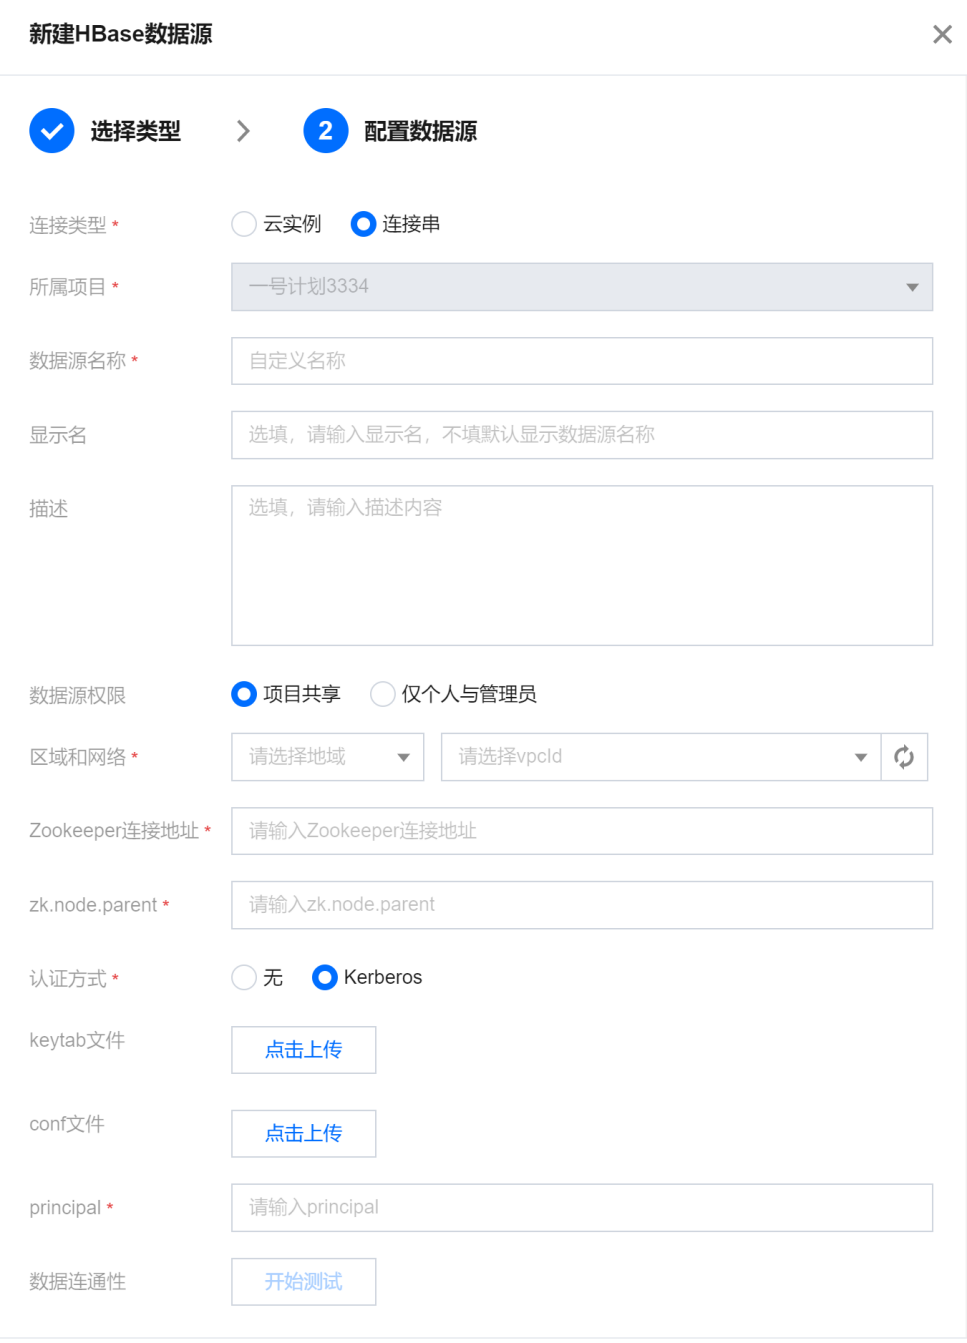 新建HBase数据源
选择类型
2 配置数据源
连接类型 * 云实例 连接串
所属项目 * 一号计划3334
数据源名称 * 自定义名称
显示名 选填，请输入显示名，不填默认显示数据源名称
描述 选填，请输入描述内容
数据源权限 项目共享 仅个人与管理员
区域和网络 * 请选择地域 请选择vpcId
Zookeeper连接地址 * 请输入Zookeeper连接地址
zk.node.parent * 请输入zk.node.parent
认证方式 * 无 Kerberos
keytab文件 点击上传
conf文件 点击上传
principal * 请输入principal
数据连通性 开始测试